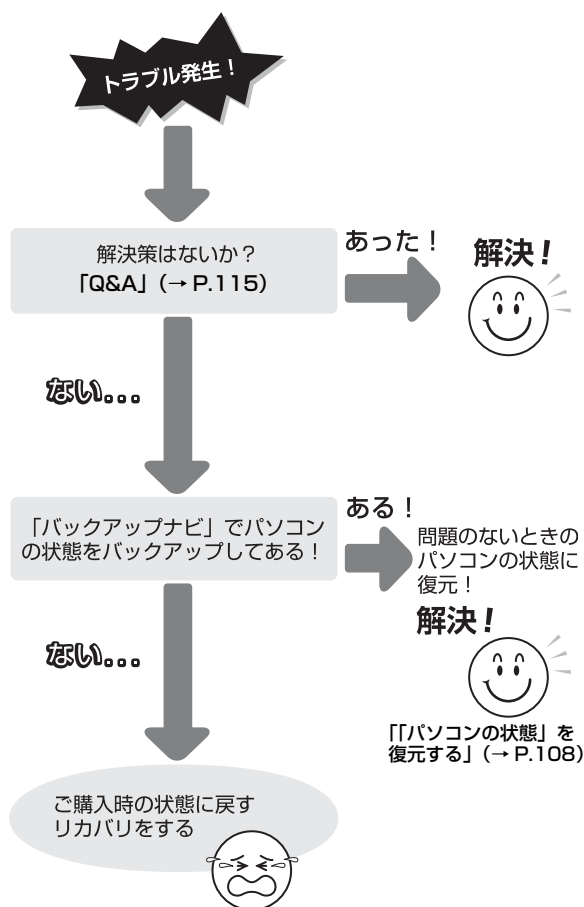 トラブル発生！
解決策はないか？
「Q&A」（→ P.115）
あった！
解決！
ない...
「バックアップナビ」でパソコン
の状態をバックアップしてある！
ある！
問題のないときの
パソコンの状態に
復元！
解決！
「「パソコンの状態」を
復元する」（→ P.108）
ない...
ご購入時の状態に戻す
リカバリをする